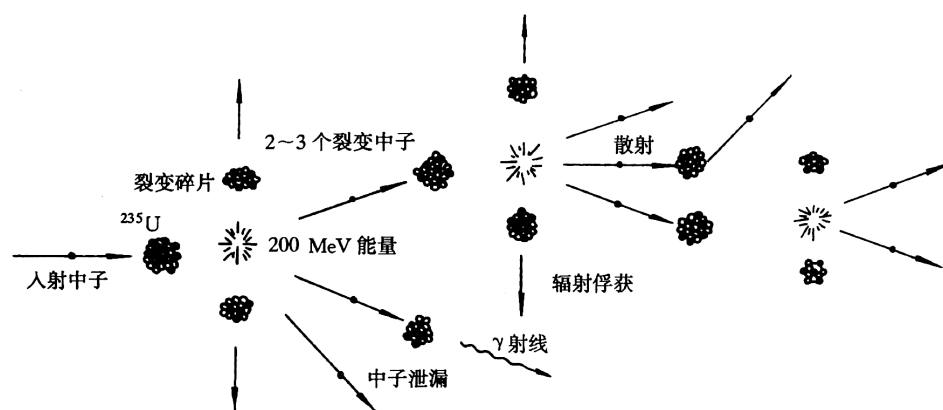 2~3 个裂变中子
散射
裂变碎片
²³⁵U
200 MeV 能量
入射中子
辐射俘获
γ 射线
中子泄漏